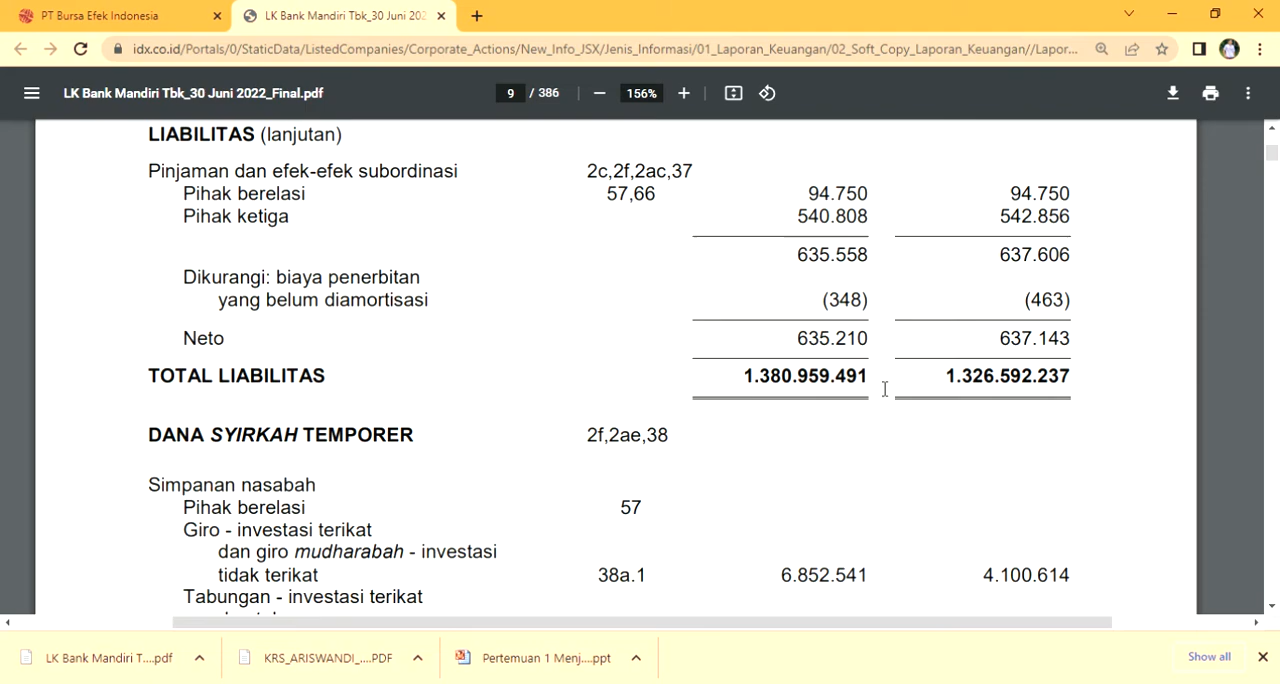 PT Bursa Efek Indonesia
LK Bank Mandiri Tbk_30 Juni 202
idx.co.id/Portals/0/StaticData/ListedCompanies/Corporate_Actions/New_Info_JSX/Jenis_Informasi/01_Laporan_Keuangan/02_Soft_Copy_Laporan_Keuangan//Lapor...
LK Bank Mandiri Tbk_30 Juni 2022_Final.pdf 9 / 386 156%
LIABILITAS (lanjutan)
Pinjaman dan efek-efek subordinasi 2c,2f,2ac,37
Pihak berelasi 57,66 94.750 94.750
Pihak ketiga 540.808 542.856
635.558 637.606
Dikurangi: biaya penerbitan
yang belum diamortisasi (348) (463)
Neto 635.210 637.143
TOTAL LIABILITAS 1.380.959.491 1.326.592.237
DANA SYIRKAH TEMPORER 2f,2ae,38
Simpanan nasabah
Pihak berelasi 57
Giro - investasi terikat
dan giro mudharabah - investasi
tidak terikat 38a.1 6.852.541 4.100.614
Tabungan - investasi terikat
LK Bank Mandiri T....pdf KRS_ARISWANDI_....PDF Pertemuan 1 Menj....ppt Show all